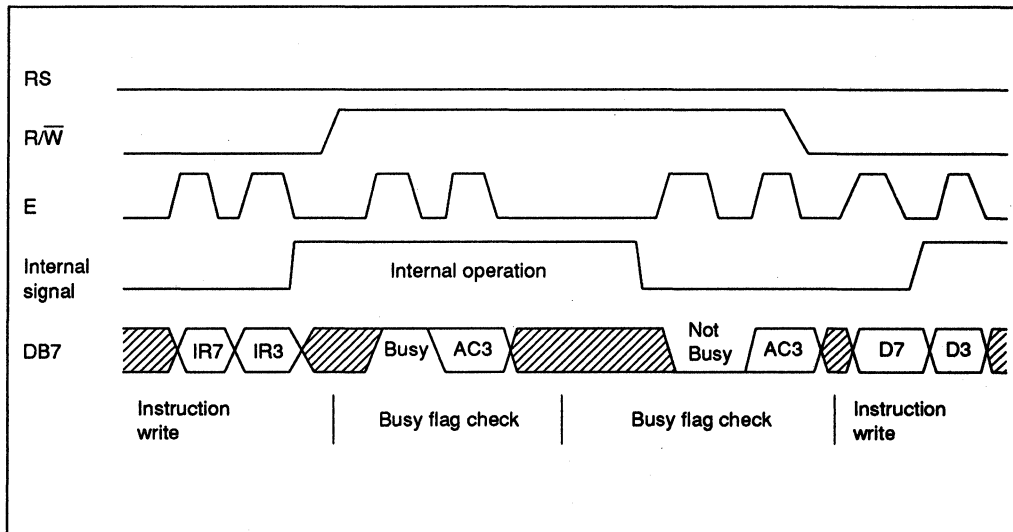 RS
R/W̅
E
Internal
signal
Internal operation
DB7
IR7
IR3
Busy
AC3
Not
Busy
AC3
D7
D3
Instruction
write
Busy flag check
Busy flag check
Instruction
write